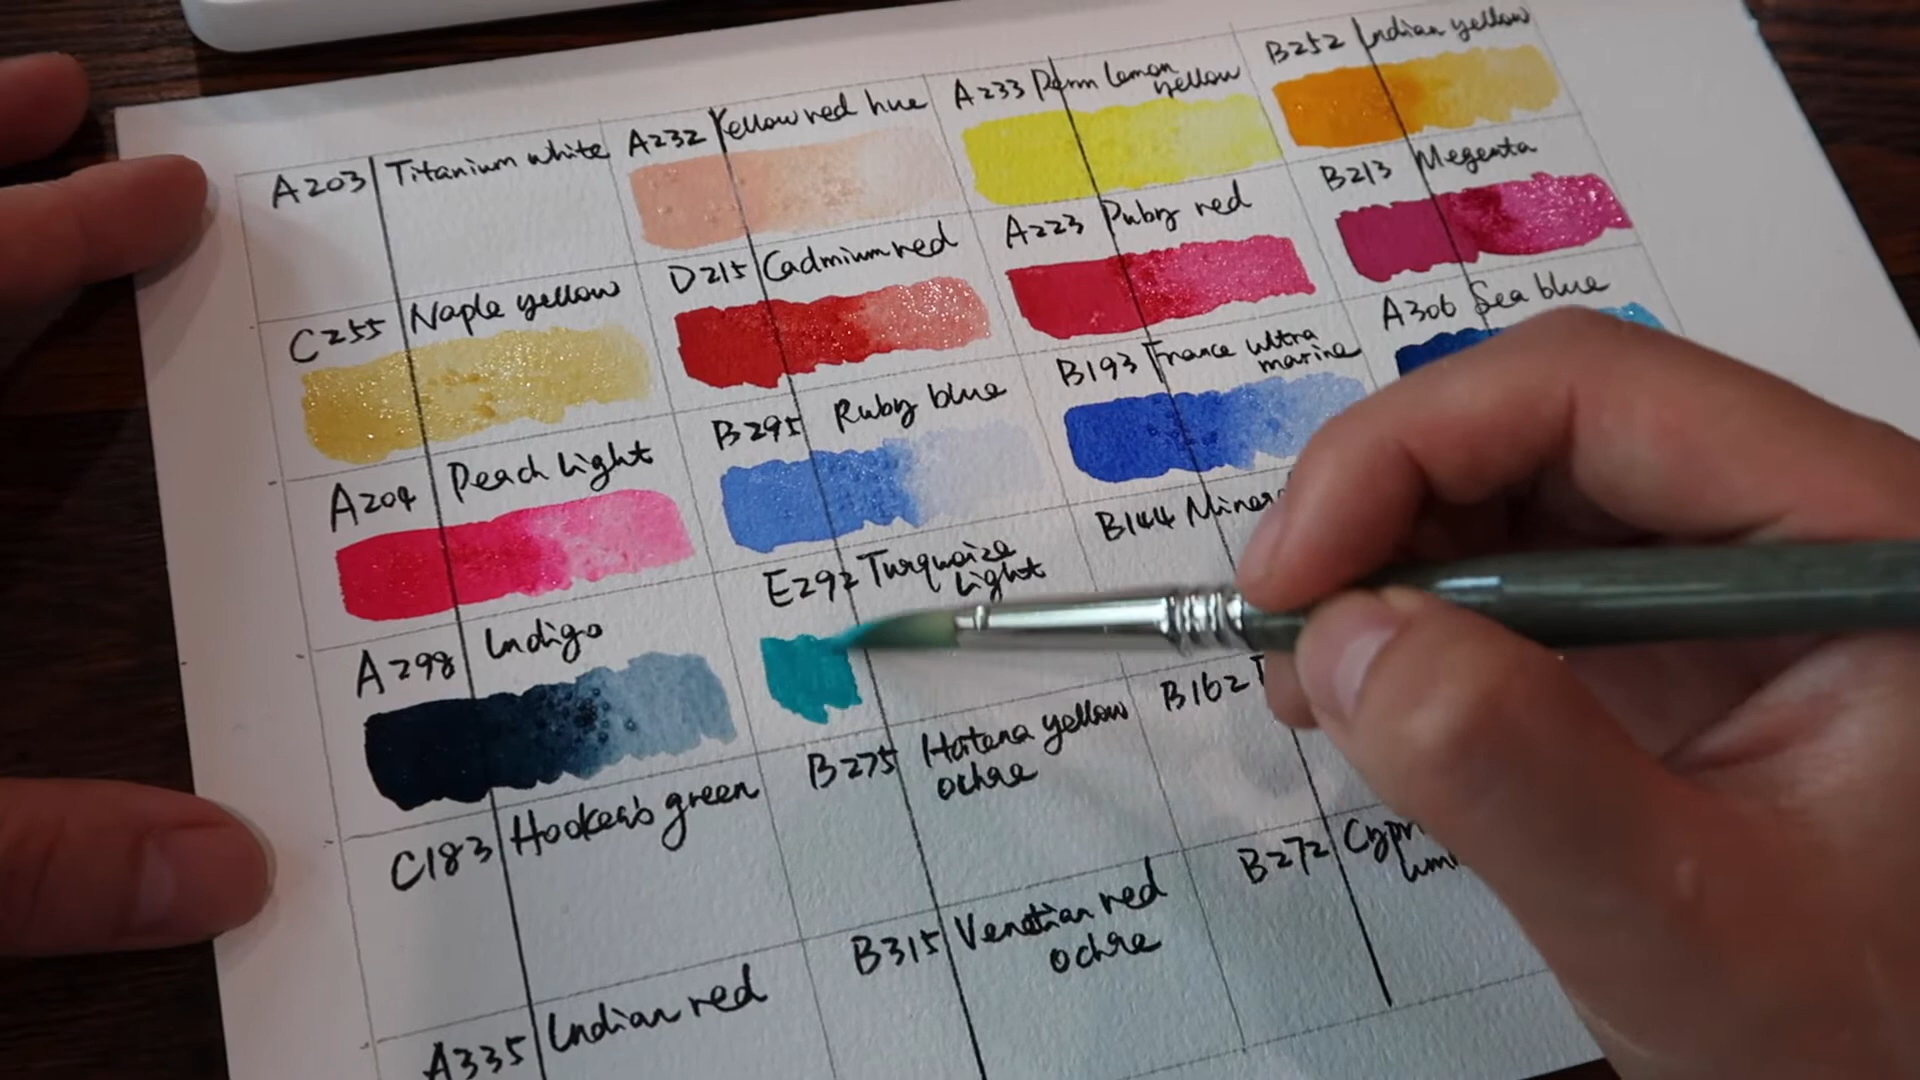 A203 Titanium white
A232 Yellow red hue
A233 Perm lemon
yellow
B252 Indian yellow
C255 Naple yellow
D215 Cadmium red
A223 Ruby red
B213 Megenta
A204 Peach Light
B295 Ruby blue
B193 France ultra
marine
A306 Sea blue
A298 Indigo
E292 Turquoize
Light
B144
C183 Hooker's green
B275 Hatena yellow
ochre
B162
A335 Indian red
B315 Venetian red
ochre
B272